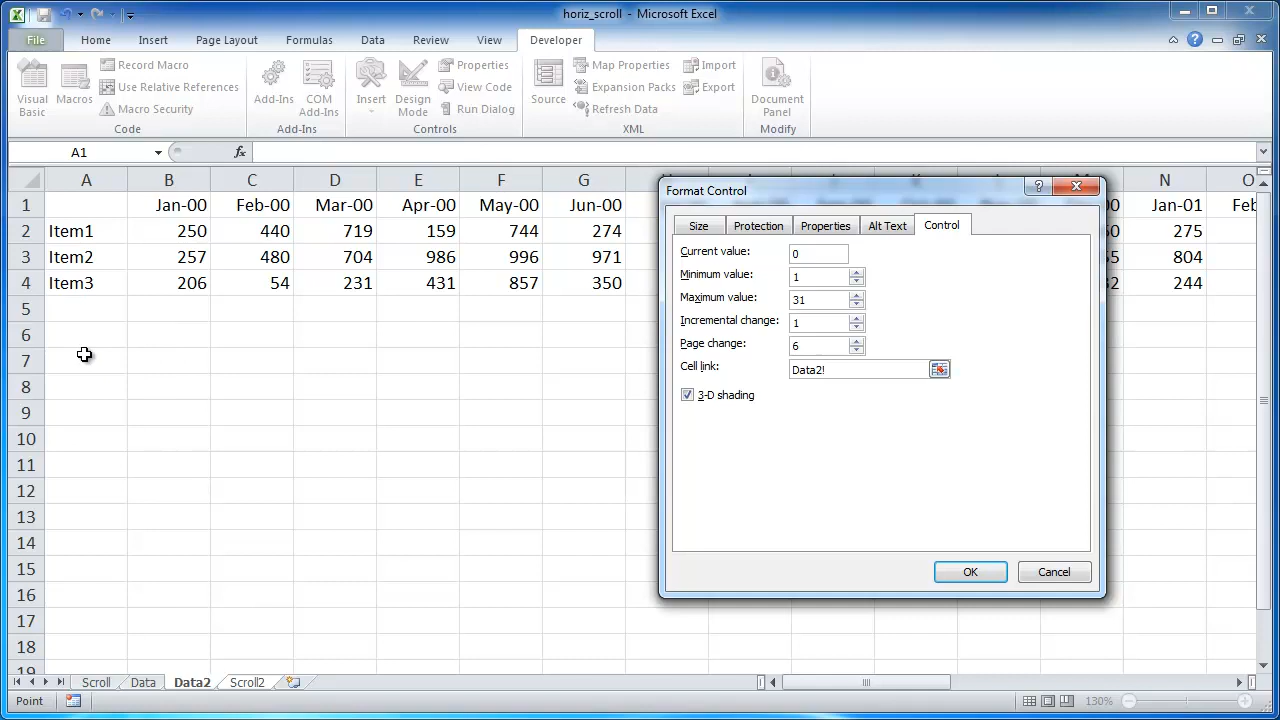 horiz_scroll - Microsoft Excel
File Home Insert Page Layout Formulas Data Review View Developer
Visual Basic
Macros
Record Macro
Use Relative References
Macro Security
Code
Add-Ins
COM Add-Ins
Add-Ins
Insert
Design Mode
Properties
View Code
Run Dialog
Controls
Source
Map Properties
Expansion Packs
Refresh Data
Import
Export
XML
Document Panel
Modify
A1 fx
A B C D E F G N O
1 Jan-00 Feb-00 Mar-00 Apr-00 May-00 Jun-00 Jan-01 Feb
2 Item1 250 440 719 159 744 274 275
3 Item2 257 480 704 986 996 971 804
4 Item3 206 54 231 431 857 350 244
5
6
7
8
9
10
11
12
13
14
15
16
17
18
19
Format Control
Size Protection Properties Alt Text Control
Current value: 0
Minimum value: 1
Maximum value: 31
Incremental change: 1
Page change: 6
Cell link: Data2!
3-D shading
OK Cancel
Scroll Data Data2 Scroll2
Point 130%